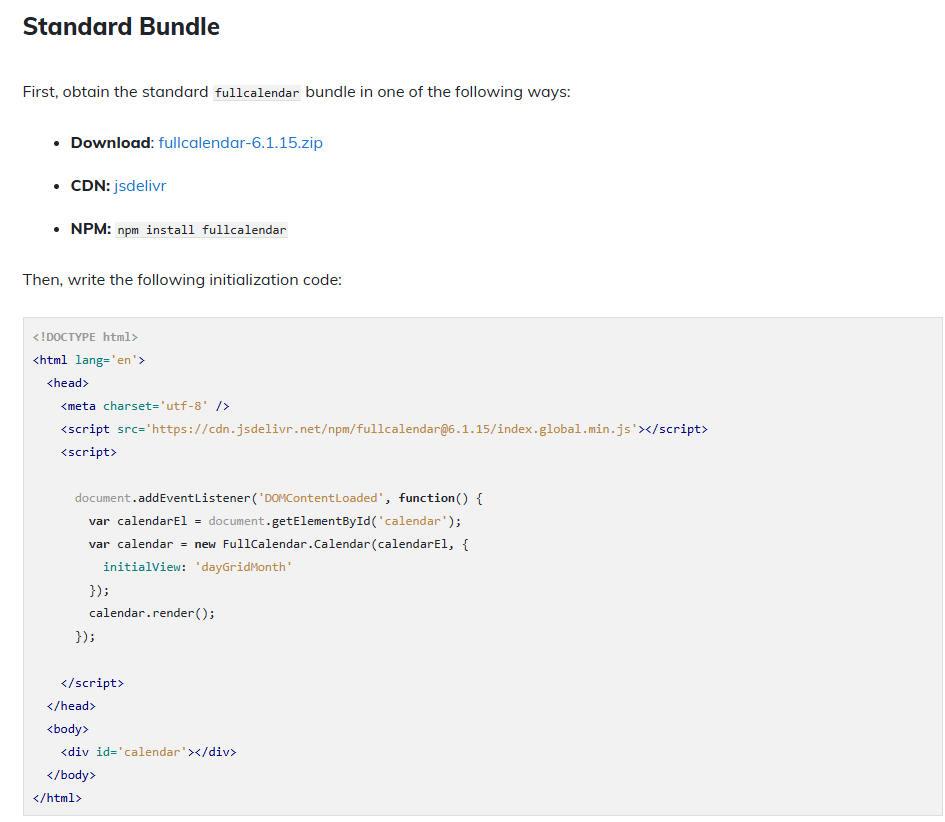 Standard Bundle
First, obtain the standard fullcalendar bundle in one of the following ways:
• Download: fullcalendar-6.1.15.zip
• CDN: jsdelivr
• NPM: npm install fullcalendar
Then, write the following initialization code:
<!DOCTYPE html>
<html lang='en'>
  <head>
    <meta charset='utf-8' />
    <script src='https://cdn.jsdelivr.net/npm/fullcalendar@6.1.15/index.global.min.js'></script>
    <script>

      document.addEventListener('DOMContentLoaded', function() {
        var calendarEl = document.getElementById('calendar');
        var calendar = new FullCalendar.Calendar(calendarEl, {
          initialView: 'dayGridMonth'
        });
        calendar.render();
      });

    </script>
  </head>
  <body>
    <div id='calendar'></div>
  </body>
</html>